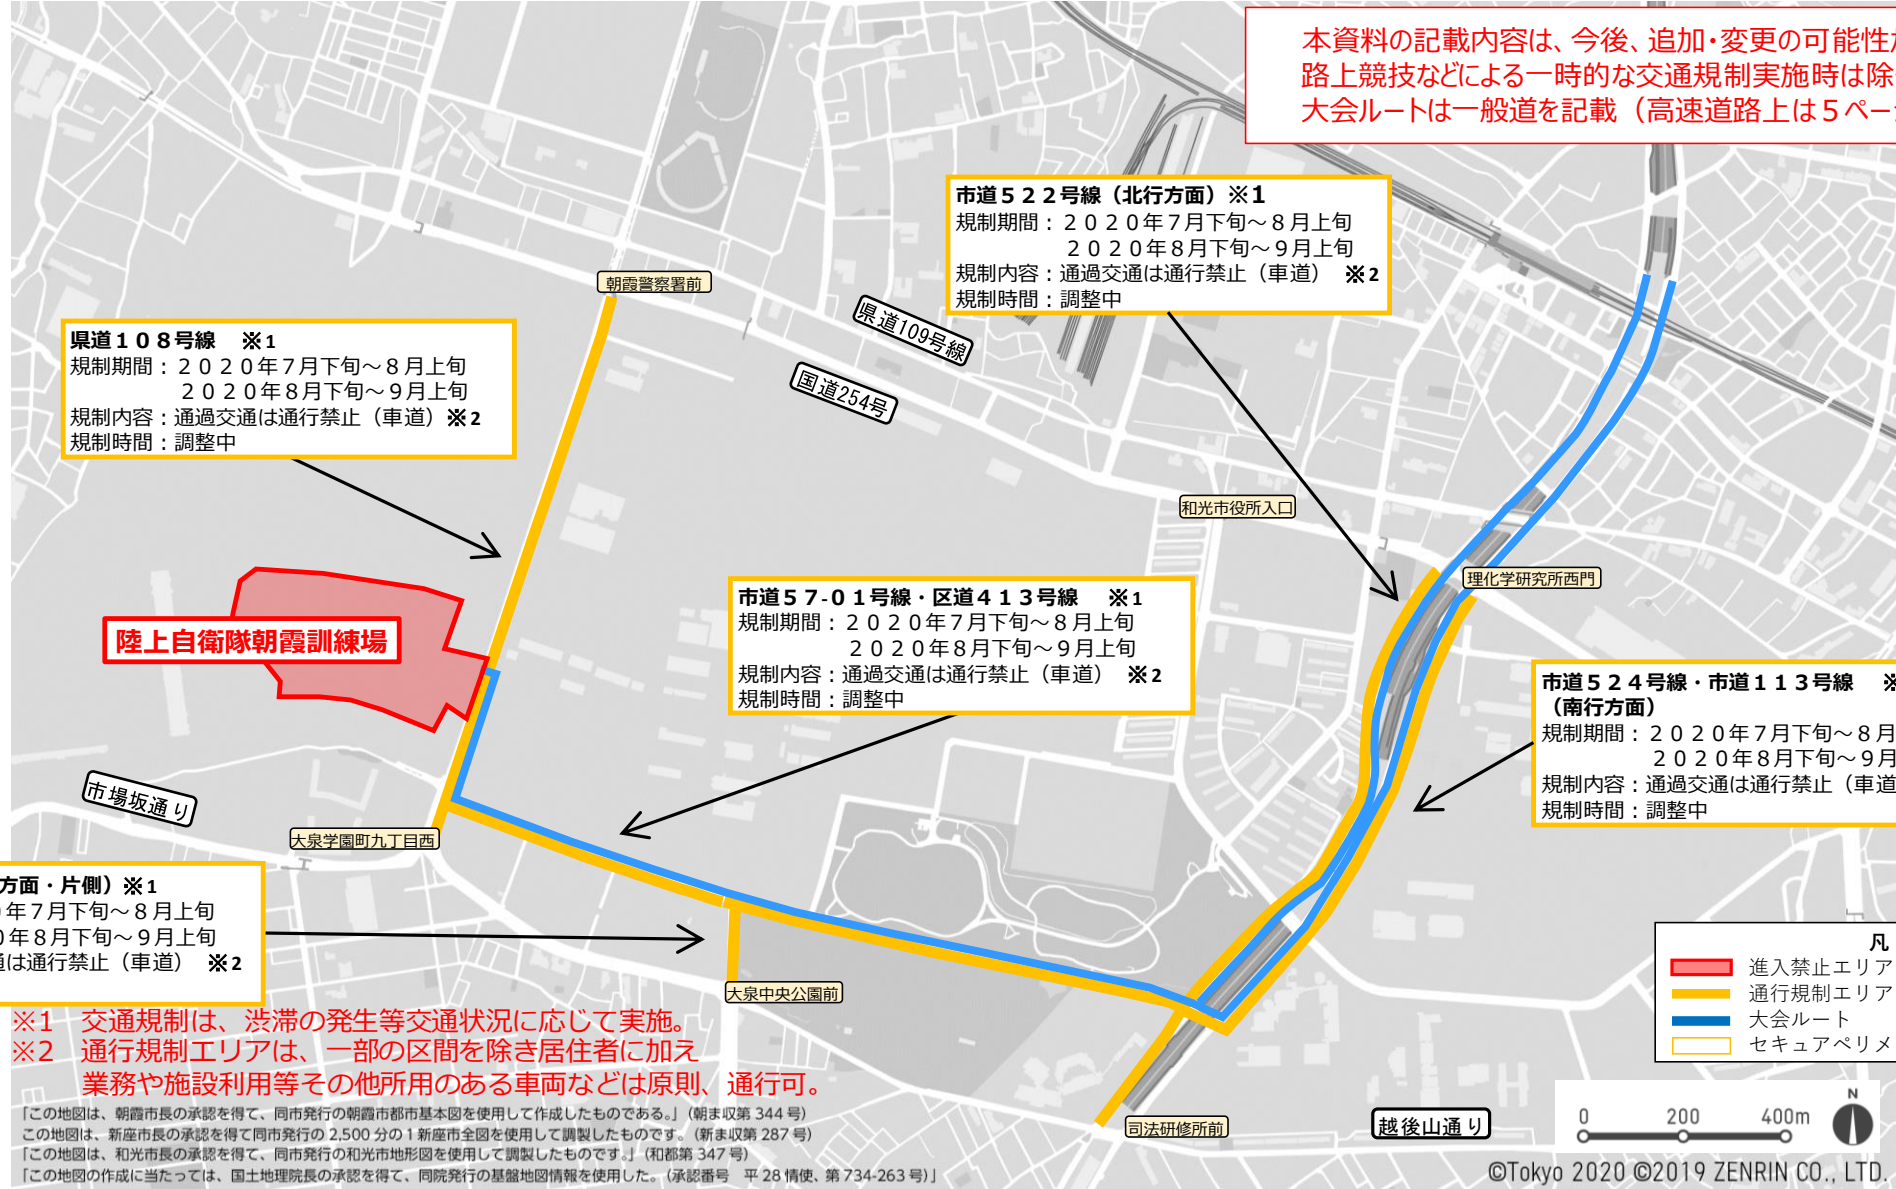 本資料の記載内容は、今後、追加・変更の可能性
路上競技などによる一時的な交通規制実施時は除
大会ルートは一般道を記載（高速道路上は５ペー
市道５２２号線（北行方面）※1
規制期間：２０２０年７月下旬～８月上旬
２０２０年８月下旬～９月上旬
規制内容：通過交通は通行禁止（車道）　※2
規制時間：調整中
朝霞警察署前
県道109号線
国道254号
県道１０８号線　※1
規制期間：２０２０年７月下旬～８月上旬
２０２０年８月下旬～９月上旬
規制内容：通過交通は通行禁止（車道）※2
規制時間：調整中
和光市役所入口
理化学研究所西門
市道５７-０１号線・区道４１３号線　※1
規制期間：２０２０年７月下旬～８月上旬
２０２０年８月下旬～９月上旬
規制内容：通過交通は通行禁止（車道）　※2
規制時間：調整中
陸上自衛隊朝霞訓練場
市道５２４号線・市道１１３号線　※
（南行方面）
規制期間：２０２０年７月下旬～８月
２０２０年８月下旬～９月
規制内容：通過交通は通行禁止（車道
規制時間：調整中
市場坂通り
大泉学園町九丁目西
方面・片側）※1
年７月下旬～８月上旬
年８月下旬～９月上旬
は通行禁止（車道）　※2
大泉中央公園前
凡
進入禁止エリア
通行規制エリア
大会ルート
セキュアペリメ
※1　交通規制は、渋滞の発生等交通状況に応じて実施。
※2　通行規制エリアは、一部の区間を除き居住者に加え
業務や施設利用等その他所用のある車両などは原則、通行可。
司法研修所前
越後山通り
0　200　400m
N
「この地図は、朝霞市長の承認を得て、同市発行の朝霞市都市基本図を使用して作成したものである。」（朝ま収第 344 号）
この地図は、新座市長の承認を得て同市発行の 2,500 分の 1 新座市全図を使用して調製したものです。（新ま収第 287 号）
「この地図は、和光市長の承認を得て、同市発行の和光市地形図を使用して調製したものです。」（和都第 347 号）
「この地図の作成に当たっては、国土地理院長の承認を得て、同院発行の基盤地図情報を使用した。（承認番号　平 28 情使、第 734-263 号）」
©Tokyo 2020 ©2019 ZENRIN CO., LTD.